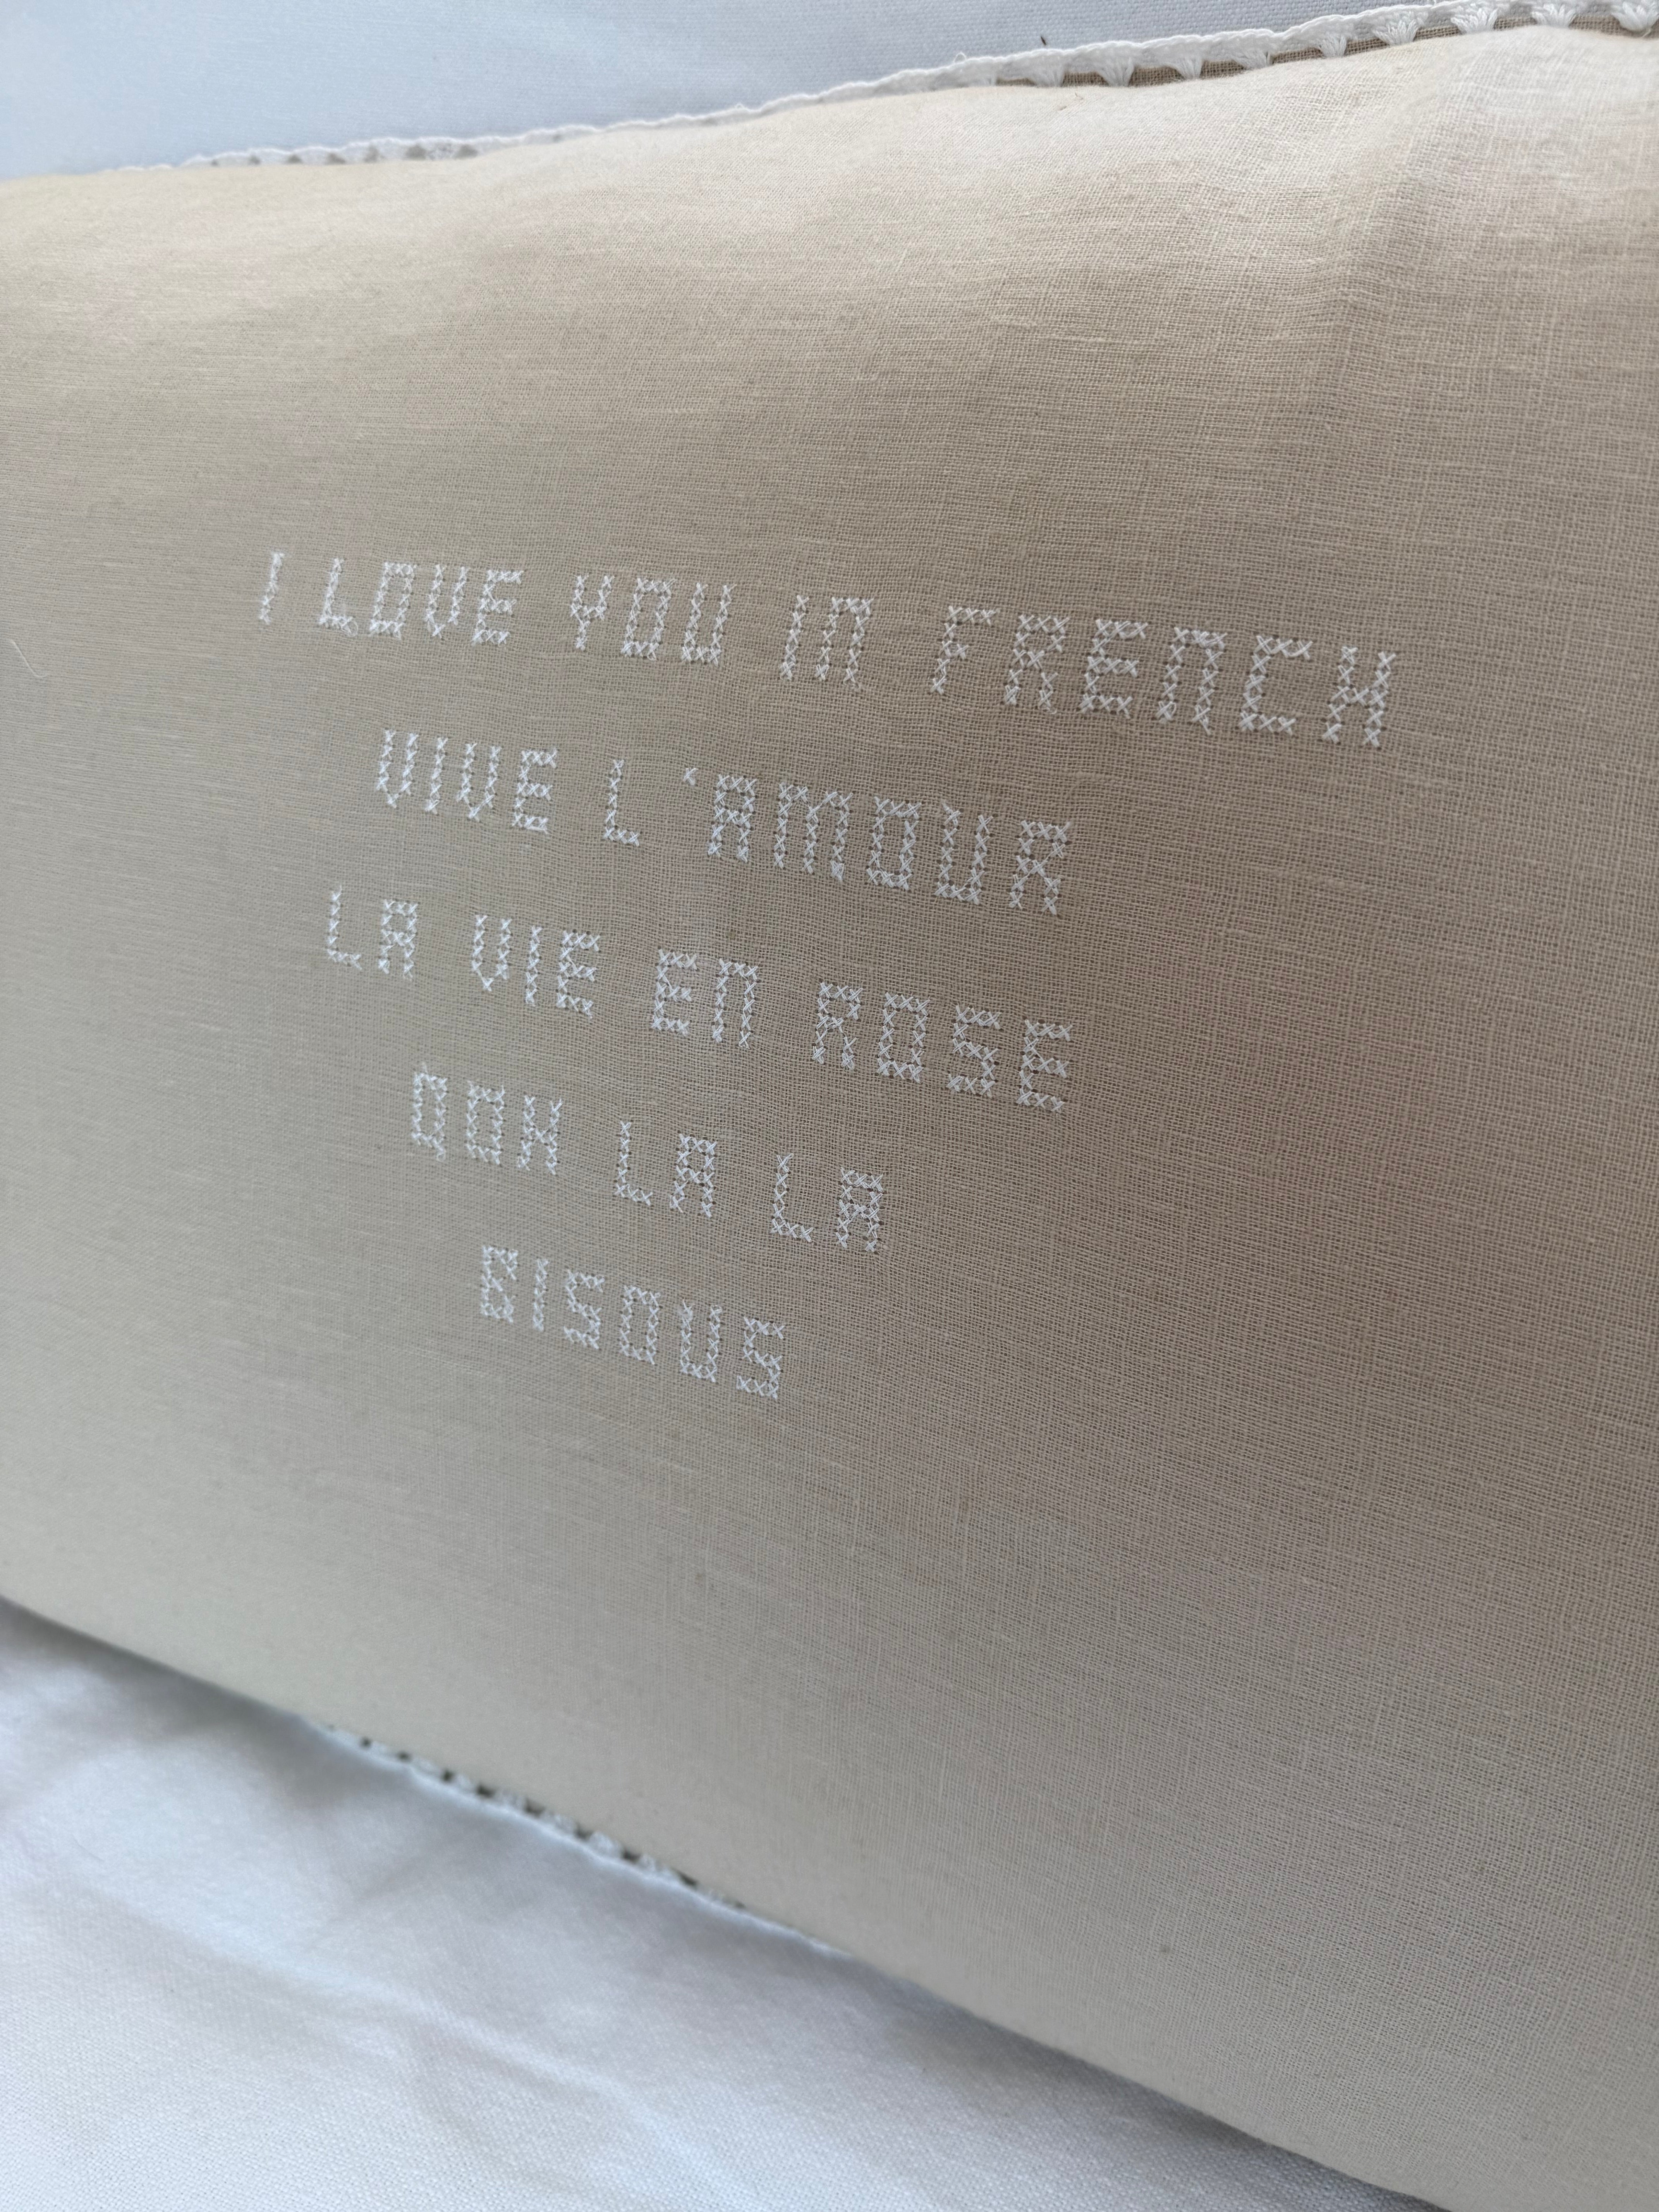 I LOVE YOU IN FRENCH
VIVE L'AMOUR
LA VIE EN ROSE
OOH LA LA
BISOUS